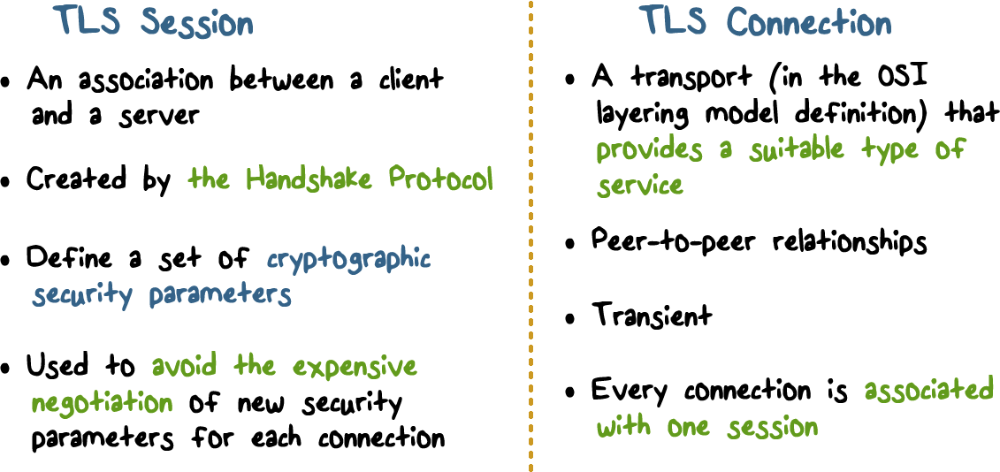 TLS Session
• An association between a client
and a server
• Created by the Handshake Protocol
• Define a set of cryptographic
security parameters
• Used to avoid the expensive
negotiation of new security
parameters for each connection
TLS Connection
• A transport (in the OSI
layering model definition) that
provides a suitable type of
service
• Peer-to-peer relationships
• Transient
• Every connection is associated
with one session